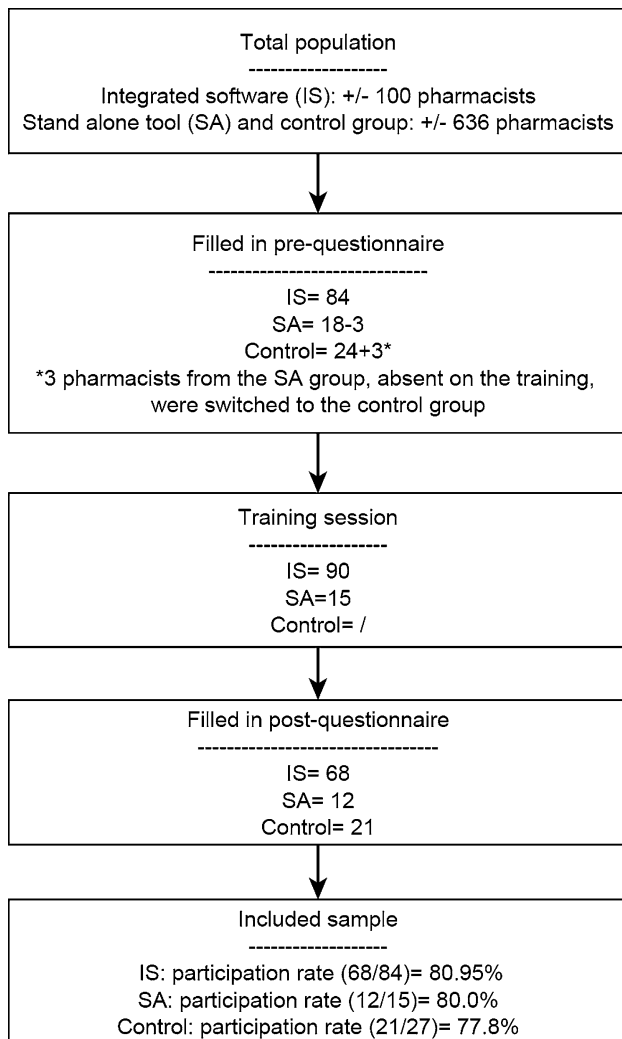 Total population
-------------------
Integrated software (IS): +/- 100 pharmacists
Stand alone tool (SA) and control group: +/- 636 pharmacists
Filled in pre-questionnaire
------------------------------
IS= 84
SA= 18-3
Control= 24+3*
*3 pharmacists from the SA group, absent on the training,
were switched to the control group
Training session
-------------------
IS= 90
SA=15
Control= /
Filled in post-questionnaire
---------------------------------
IS= 68
SA= 12
Control= 21
Included sample
-------------------
IS: participation rate (68/84)= 80.95%
SA: participation rate (12/15)= 80.0%
Control: participation rate (21/27)= 77.8%